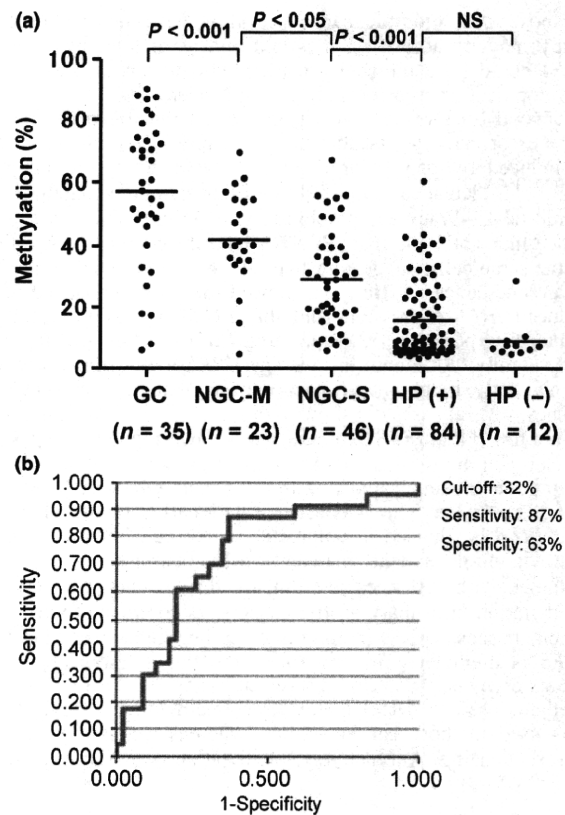 (a)
P < 0.001
P < 0.05
P < 0.001
NS
Methylation (%)
100
80
60
40
20
0
GC NGC-M NGC-S HP (+) HP (−)
(n = 35) (n = 23) (n = 46) (n = 84) (n = 12)
(b)
Sensitivity
1.000
0.900
0.800
0.700
0.600
0.500
0.400
0.300
0.200
0.100
0.000
0.000 0.500 1.000
1-Specificity
Cut-off: 32%
Sensitivity: 87%
Specificity: 63%